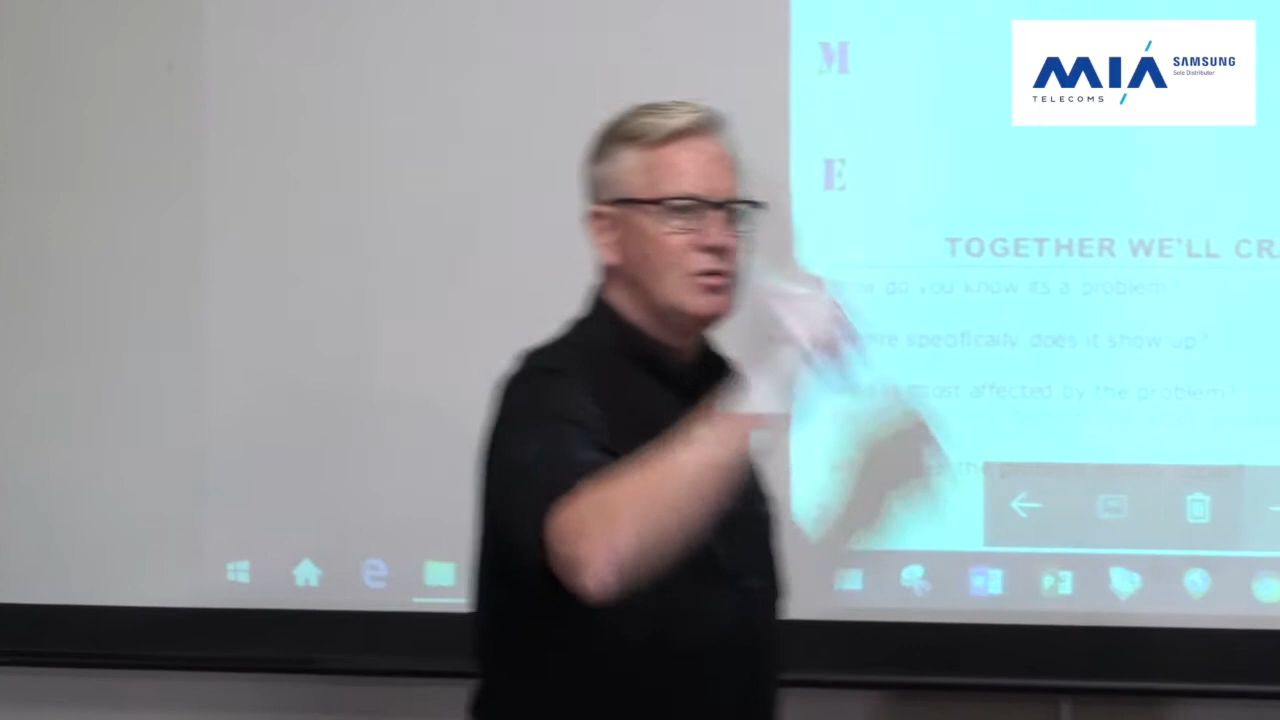 M
MIA
SAMSUNG
Sole Distributor
TELECOMS
E
TOGETHER WE'LL CR
do you know its a problem?
specifically does it show up?
most affected by the problem?
the